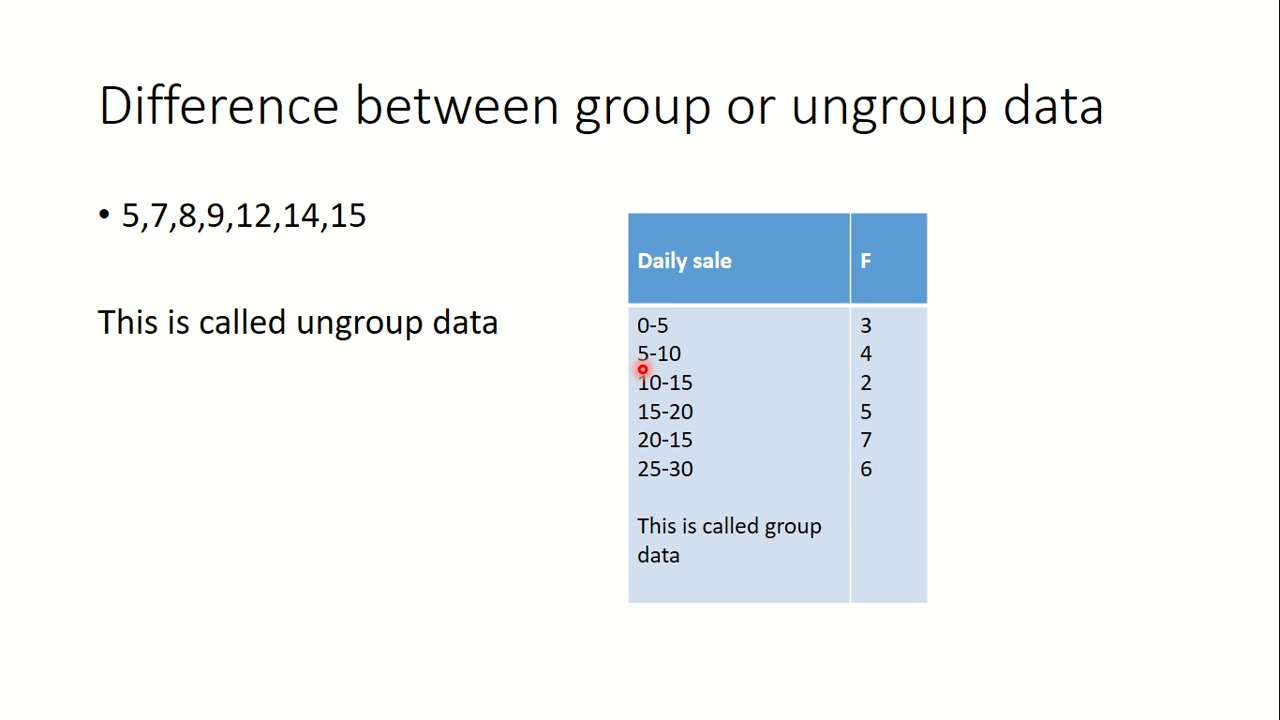 Difference between group or ungroup data
• 5,7,8,9,12,14,15
This is called ungroup data
Daily sale F
0-5 3
5-10 4
10-15 2
15-20 5
20-15 7
25-30 6
This is called group
data